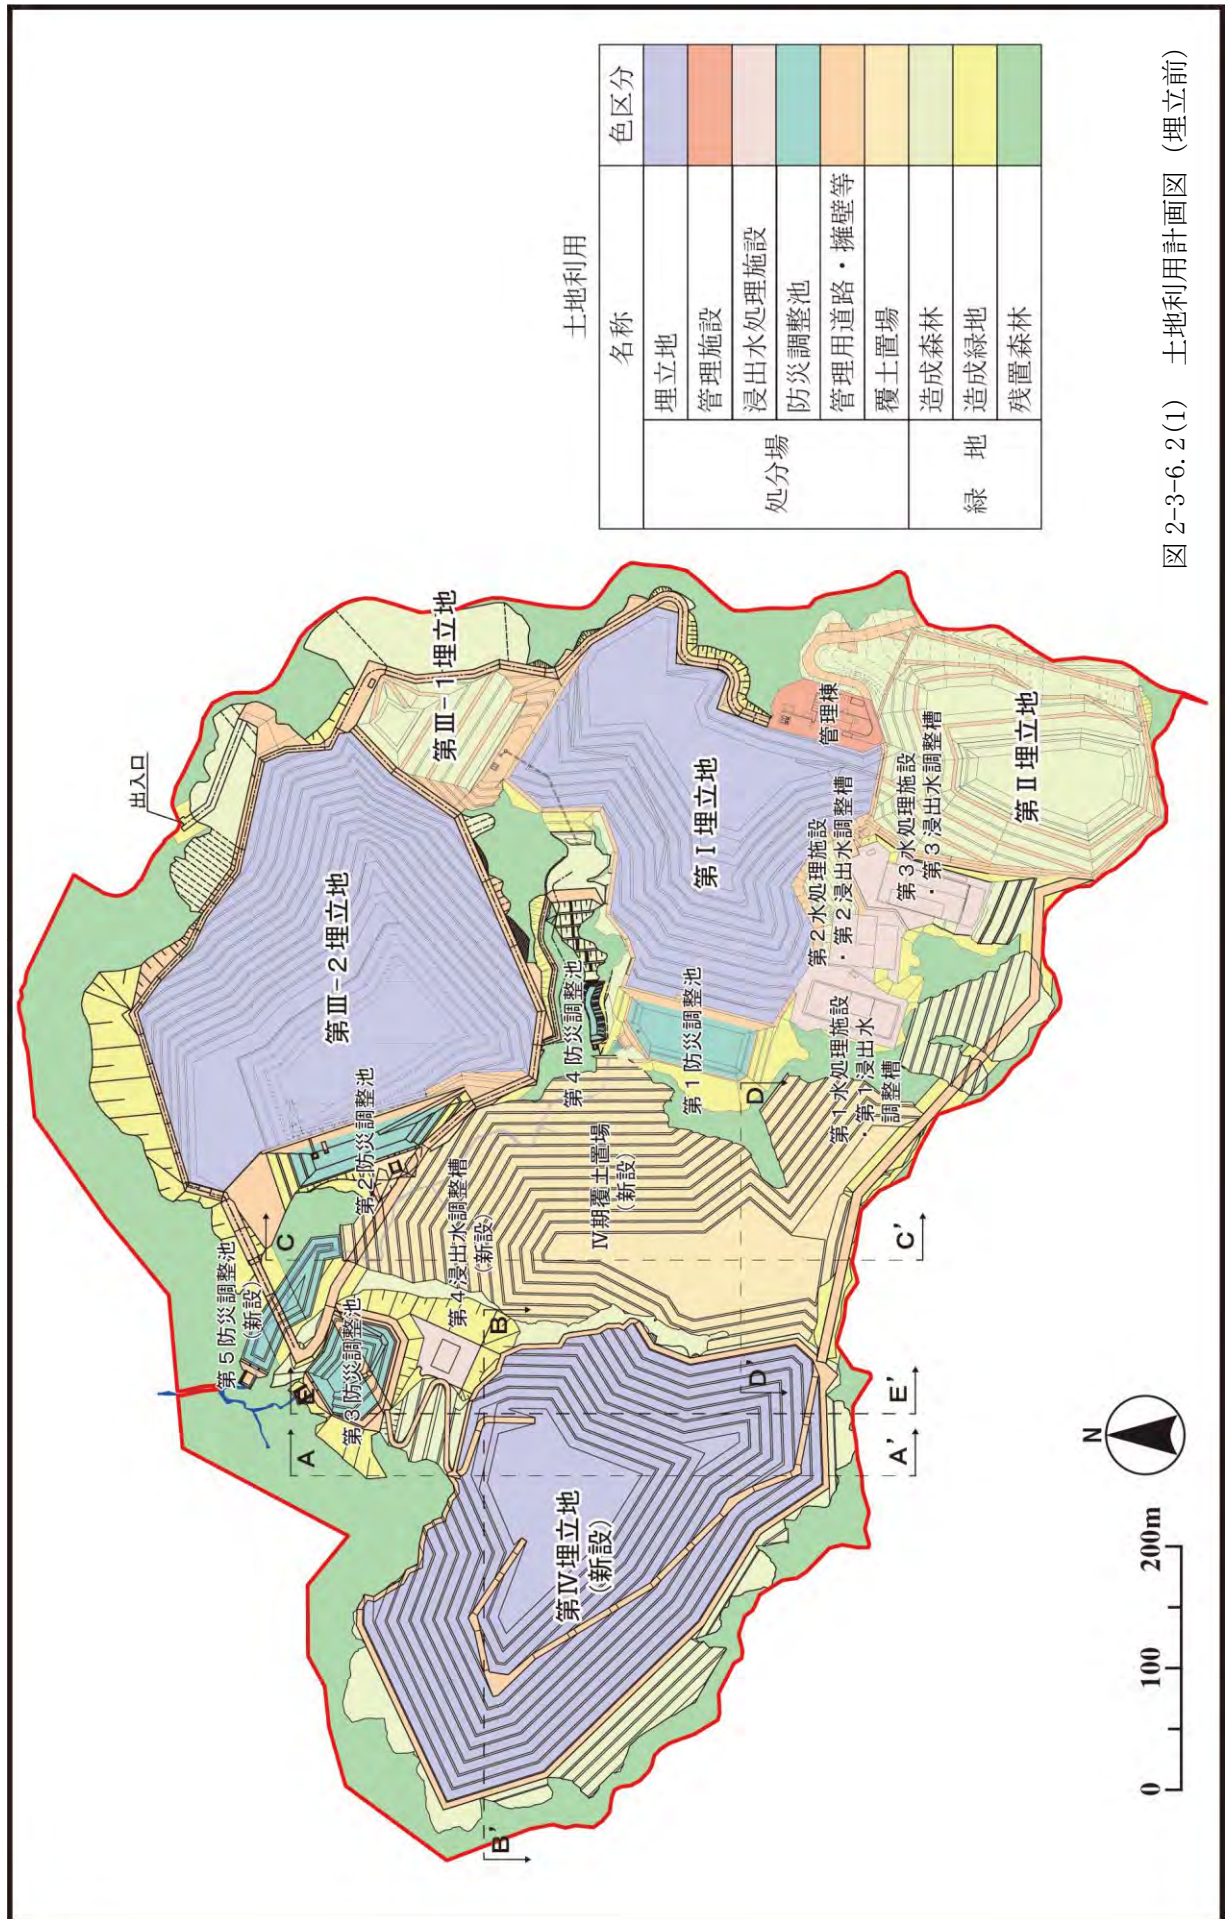 土地利用
名称
色区分
処分場
埋立地
管理施設
浸出水処理施設
防災調整池
管理用道路・擁壁等
覆土置場
緑 地
造成森林
造成緑地
残置森林
出入口
第Ⅲ-1埋立地
第Ⅲ-2埋立地
第Ⅰ埋立地
管理棟
第Ⅱ埋立地
第3水処理施設
・第3浸出水調整槽
第2水処理施設
・第2浸出水調整槽
第1水処理施設
・第1浸出水
調整槽
第4防災調整池
第1防災調整池
第2防災調整池
第4浸出水調整槽
(新設)
Ⅳ期覆土置場
(新設)
第5防災調整池
(新設)
第3防災調整池
第Ⅳ埋立地
(新設)
A
A'
B
B'
C
C'
D
D'
E
E'
N
0
100
200m
図 2-3-6.2(1) 土地利用計画図 (埋立前)